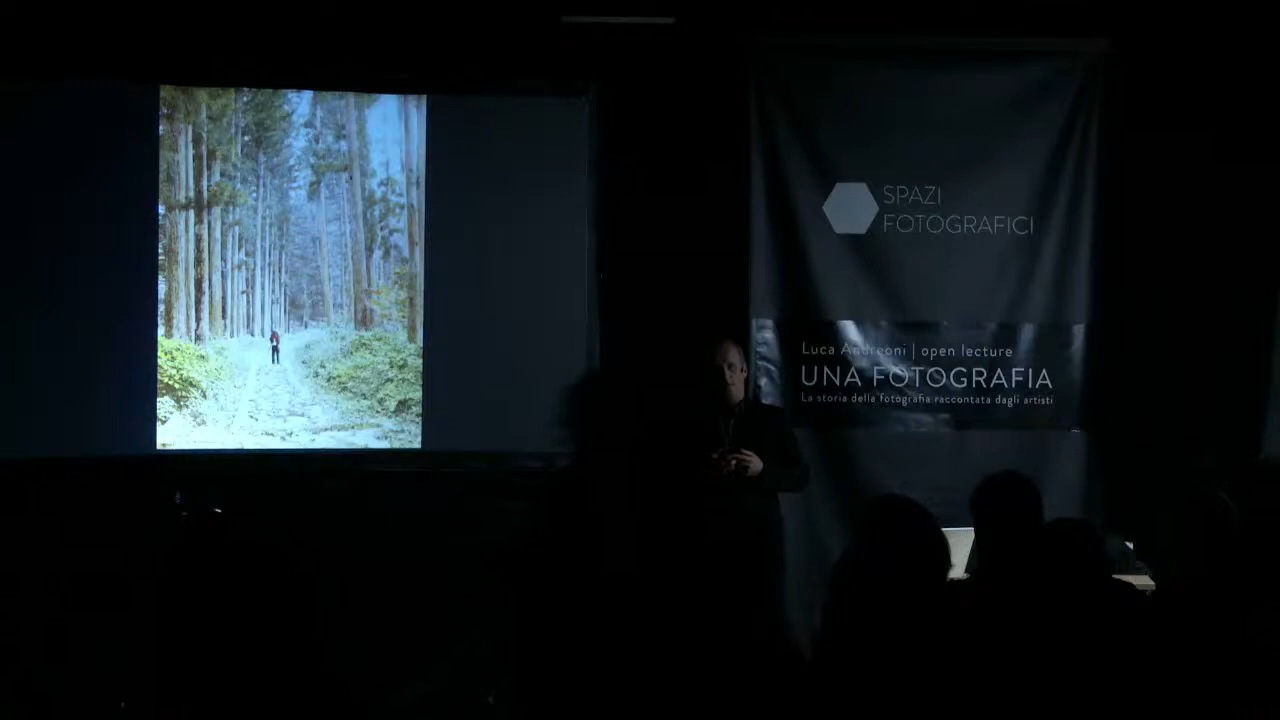 SPAZI
FOTOGRAFICI
Luca Andreoni | open lecture
UNA FOTOGRAFIA
La storia della fotografia raccontata dagli artisti